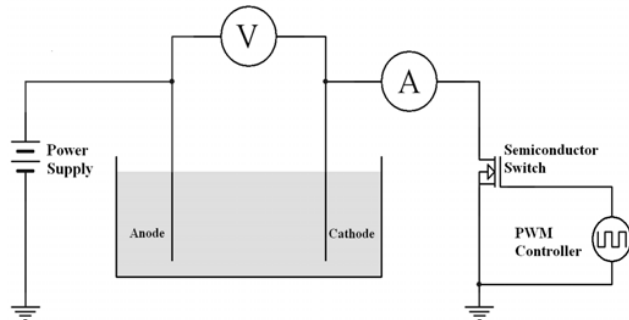 V
A
Power
Supply
Semiconductor
Switch
Anode
Cathode
PWM
Controller